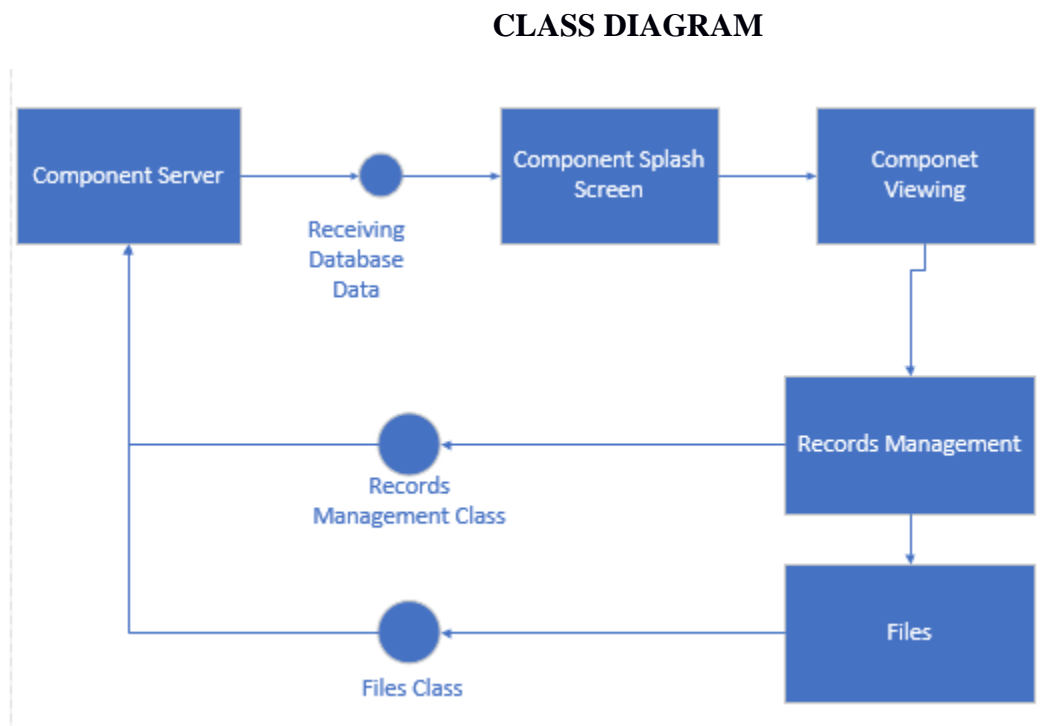 CLASS DIAGRAM
Component Server
Receiving
Database
Data
Component Splash
Screen
Componet
Viewing
Records Management
Records
Management Class
Files
Files Class